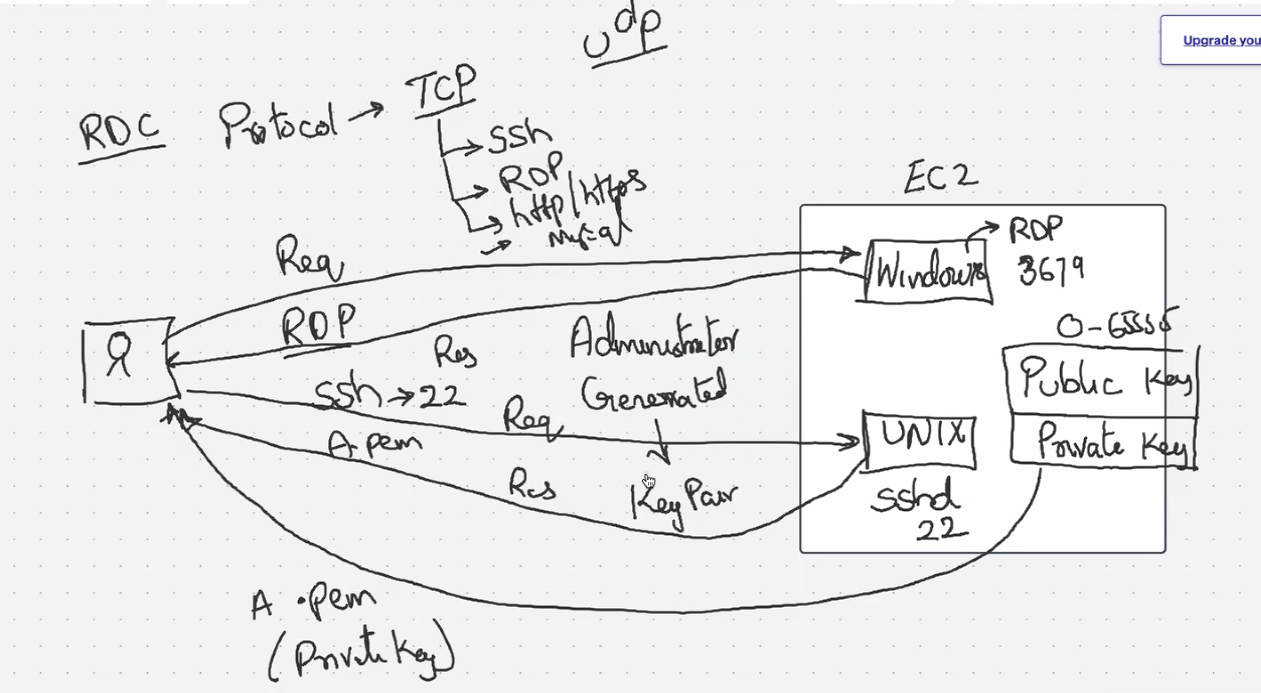 udp
Upgrade you
RDC Protocol → TCP
→ ssh
→ RDP
→ http/https
→ Mysql
EC2
Req
Windows
RDP
3679
RDP
Res
Administrator
Generated
Key Pair
0-65535
Public Key
Private Key
ssh → 22
Req
A.pem
Res
UNIX
sshd
22
A .pem
(Private Key)